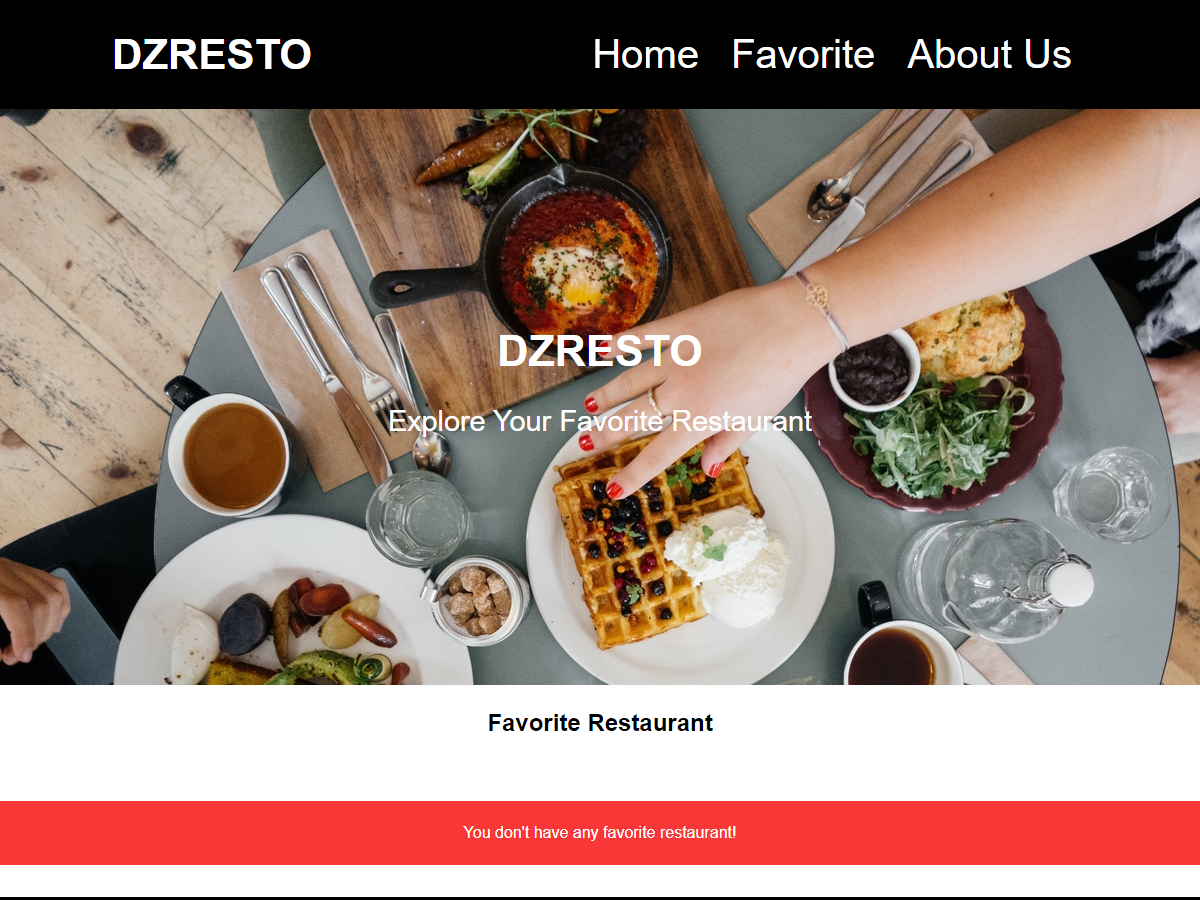 DZRESTO
Home Favorite About Us
DZRESTO
Explore Your Favorite Restaurant
Favorite Restaurant
You don't have any favorite restaurant!